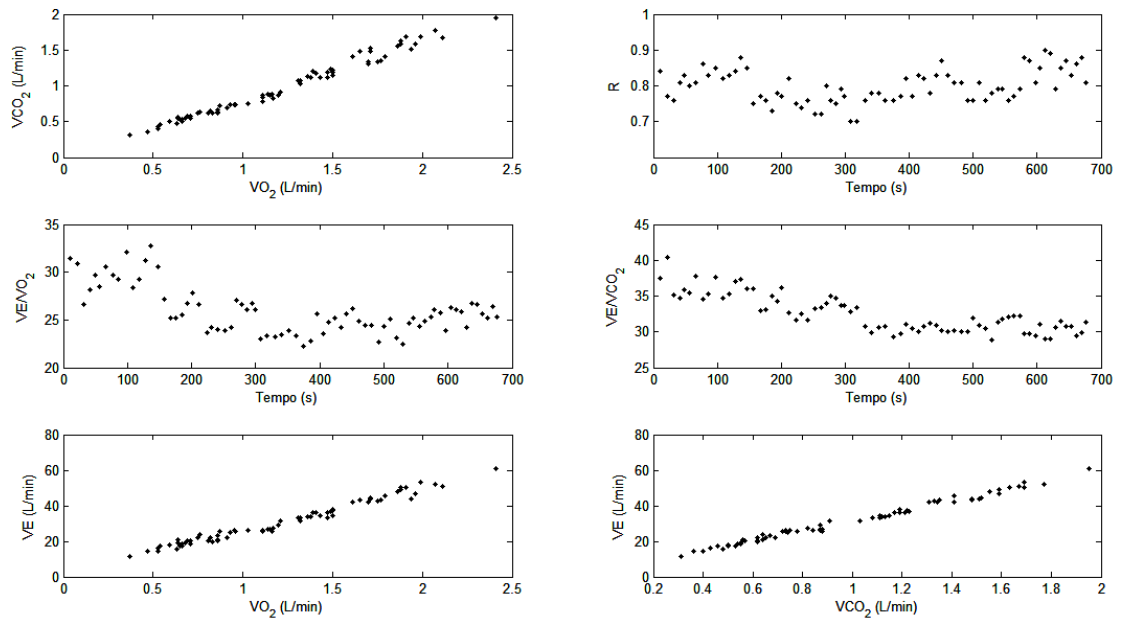 2
1.5
1
0.5
0
VCO2 (L/min)
0 0.5 1 1.5 2 2.5
VO2 (L/min)
1
0.9
0.8
0.7
R
0 100 200 300 400 500 600 700
Tempo (s)
35
30
25
20
VE/VO2
0 100 200 300 400 500 600 700
Tempo (s)
45
40
35
30
25
VE/VCO2
0 100 200 300 400 500 600 700
Tempo (s)
80
60
40
20
0
VE (L/min)
0 0.5 1 1.5 2 2.5
VO2 (L/min)
80
60
40
20
0
VE (L/min)
0.2 0.4 0.6 0.8 1 1.2 1.4 1.6 1.8 2
VCO2 (L/min)